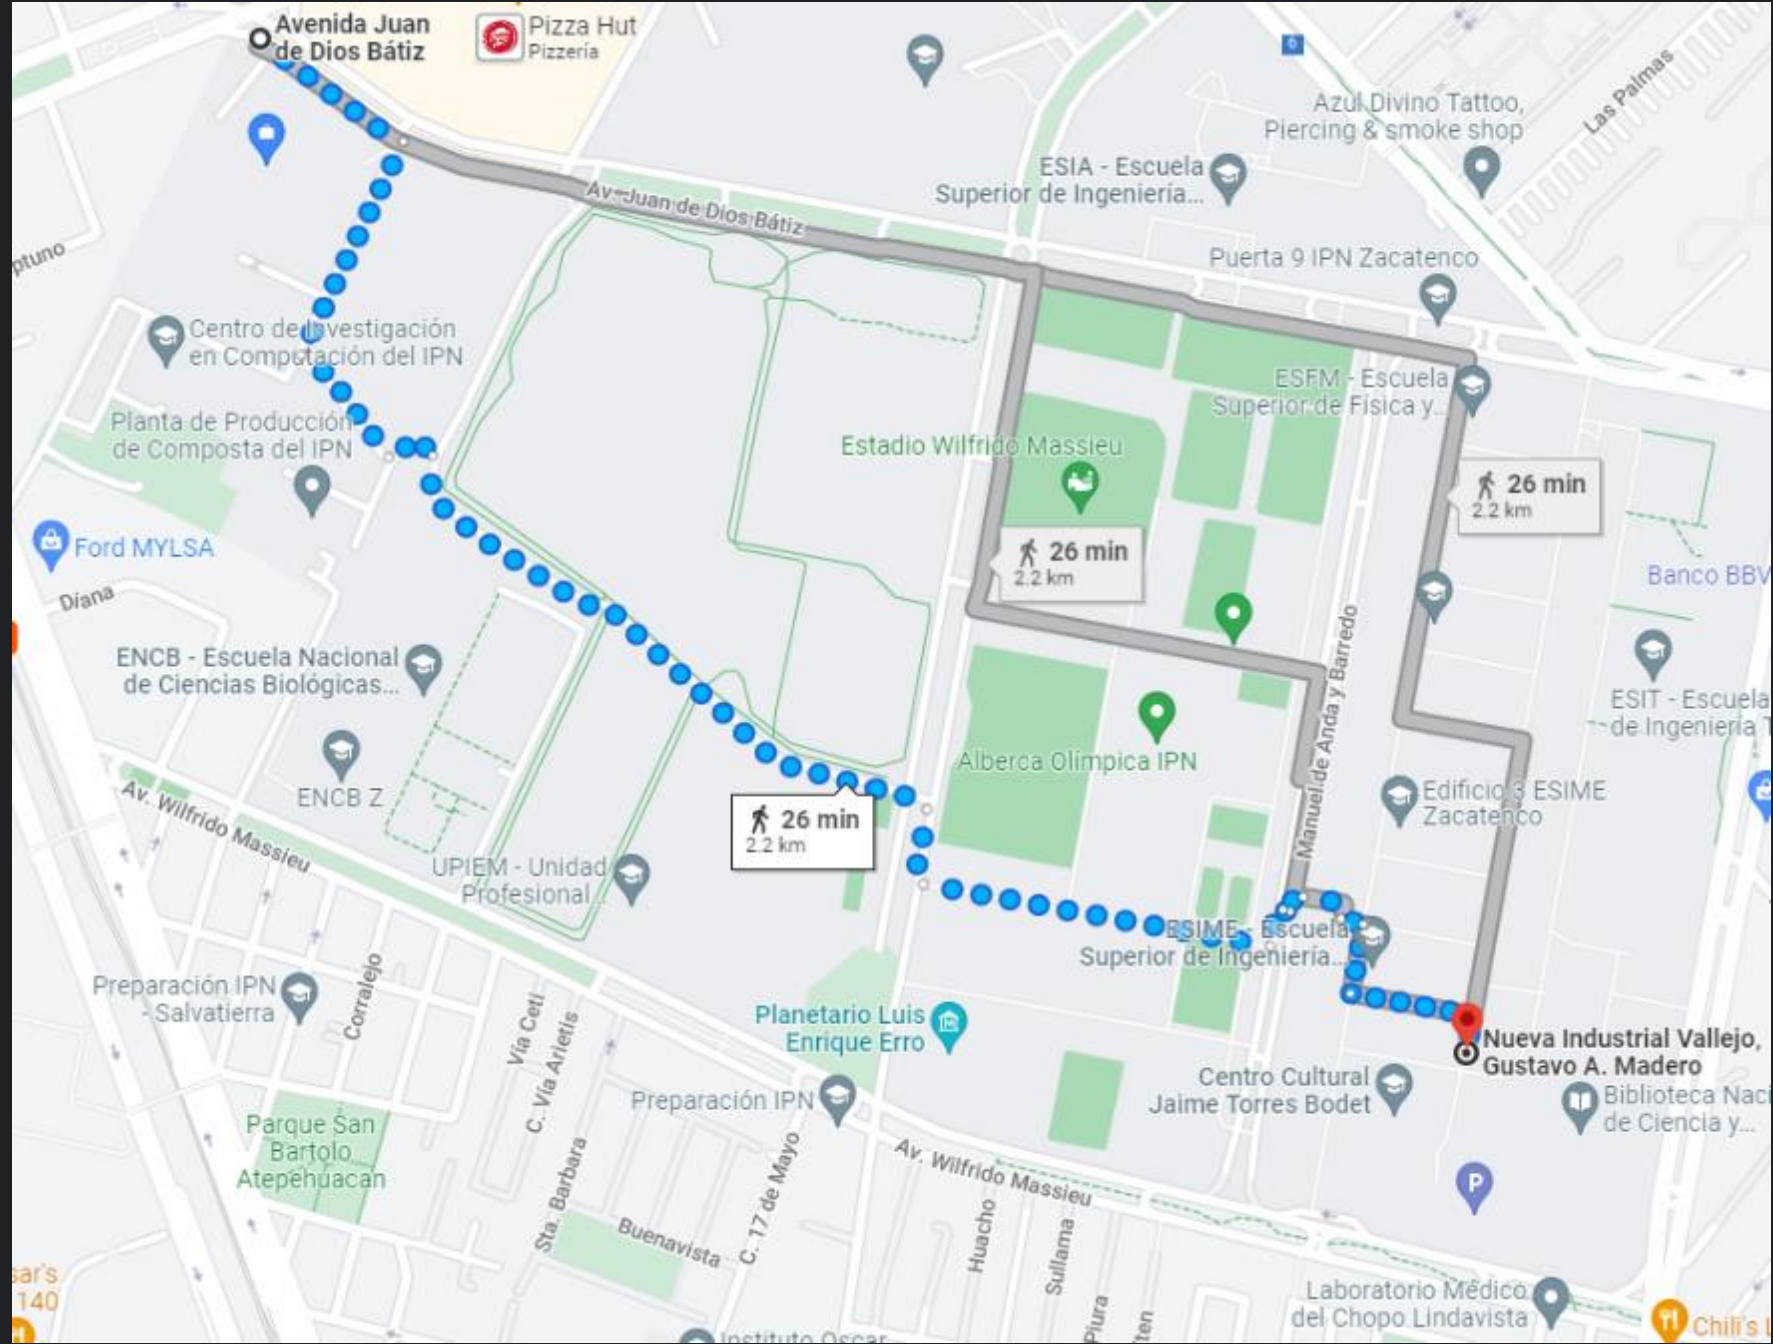 Avenida Juan
de Dios Bátiz
Pizza Hut
Pizzería
6
Las Palmas
Azul Divino Tattoo,
Piercing & smoke shop
ESIA - Escuela
Superior de Ingeniería...
Av. Juan de Dios Bátiz
Puerta 9 IPN Zacatenco
ptuno
Centro de Investigación
en Computación del IPN
ESFM - Escuela
Superior de Física y...
Planta de Producción
de Composta del IPN
Estadio Wilfrido Massieu
26 min
2.2 km
26 min
2.2 km
Ford MYLSA
Banco BBV
Diana
Manuel de Anda y Barredo
ENCB - Escuela Nacional
de Ciencias Biológicas...
ESIT - Escuela
de Ingeniería T
Alberca Olímpica IPN
ENCB Z
Edificio 3 ESIME
Zacatenco
Av. Wilfrido Massieu
26 min
2.2 km
UPIEM - Unidad
Profesional...
ESIME - Escuela
Superior de Ingeniería...
Preparación IPN
- Salvatierra
Corralejo
Vía Ceti
C. Vía Arietis
Planetario Luis
Enrique Erro
Nueva Industrial Vallejo,
Gustavo A. Madero
Centro Cultural
Jaime Torres Bodet
Biblioteca Naci
de Ciencia y...
Preparación IPN
Parque San
Bartolo
Atepehuacan
Av. Wilfrido Massieu
Sta. Barbara
Buenavista
C. 17 de Mayo
Huacho
Sullama
P
sar's
140
Laboratorio Médico
del Chopo Lindavista
Piura
Chili's L
Instituto Oscar